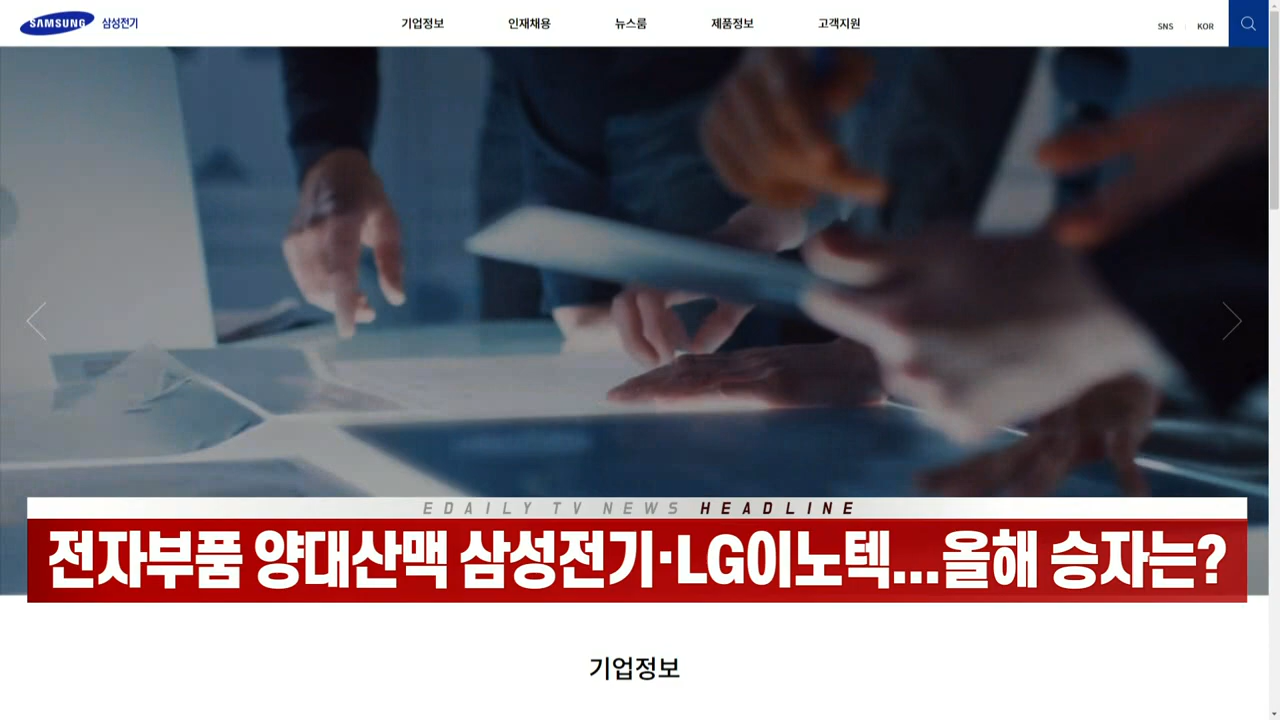 SAMSUNG 삼성전기 기업정보 인재채용 뉴스룸 제품정보 고객지원 SNS KOR
EDAILY TV NEWS HEADLINE
전자부품 양대산맥 삼성전기·LG이노텍...올해 승자는?
기업정보